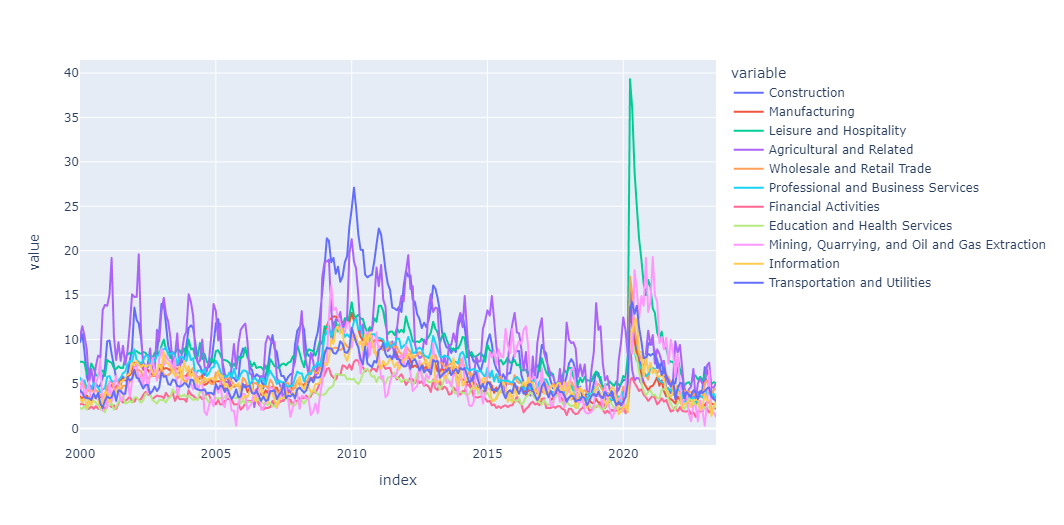 variable
Construction
Manufacturing
Leisure and Hospitality
Agricultural and Related
Wholesale and Retail Trade
Professional and Business Services
Financial Activities
Education and Health Services
Mining, Quarrying, and Oil and Gas Extraction
Information
Transportation and Utilities
value
40
35
30
25
20
15
10
5
0
2000
2005
2010
2015
2020
index